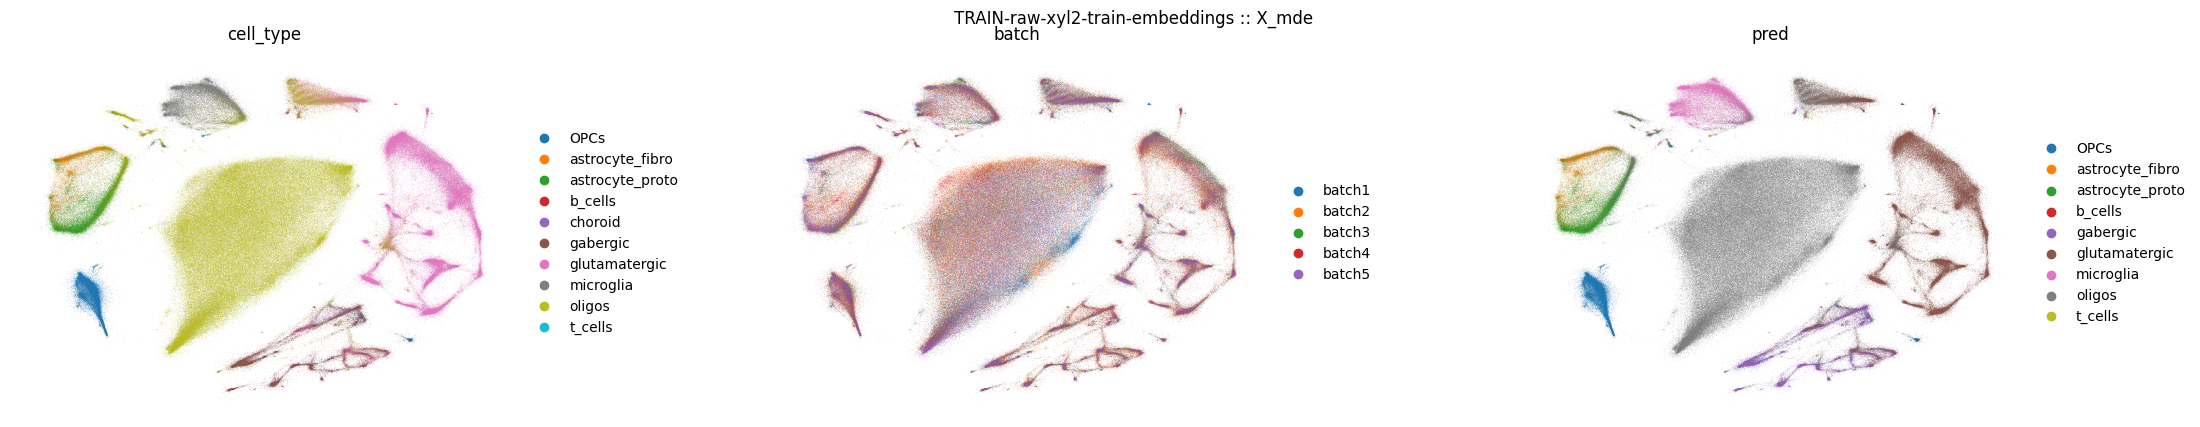 TRAIN-raw-xyl2-train-embeddings :: X_mde
cell_type
OPCs
astrocyte_fibro
astrocyte_proto
b_cells
choroid
gabergic
glutamatergic
microglia
oligos
t_cells
batch
batch1
batch2
batch3
batch4
batch5
pred
OPCs
astrocyte_fibro
astrocyte_proto
b_cells
gabergic
glutamatergic
microglia
oligos
t_cells